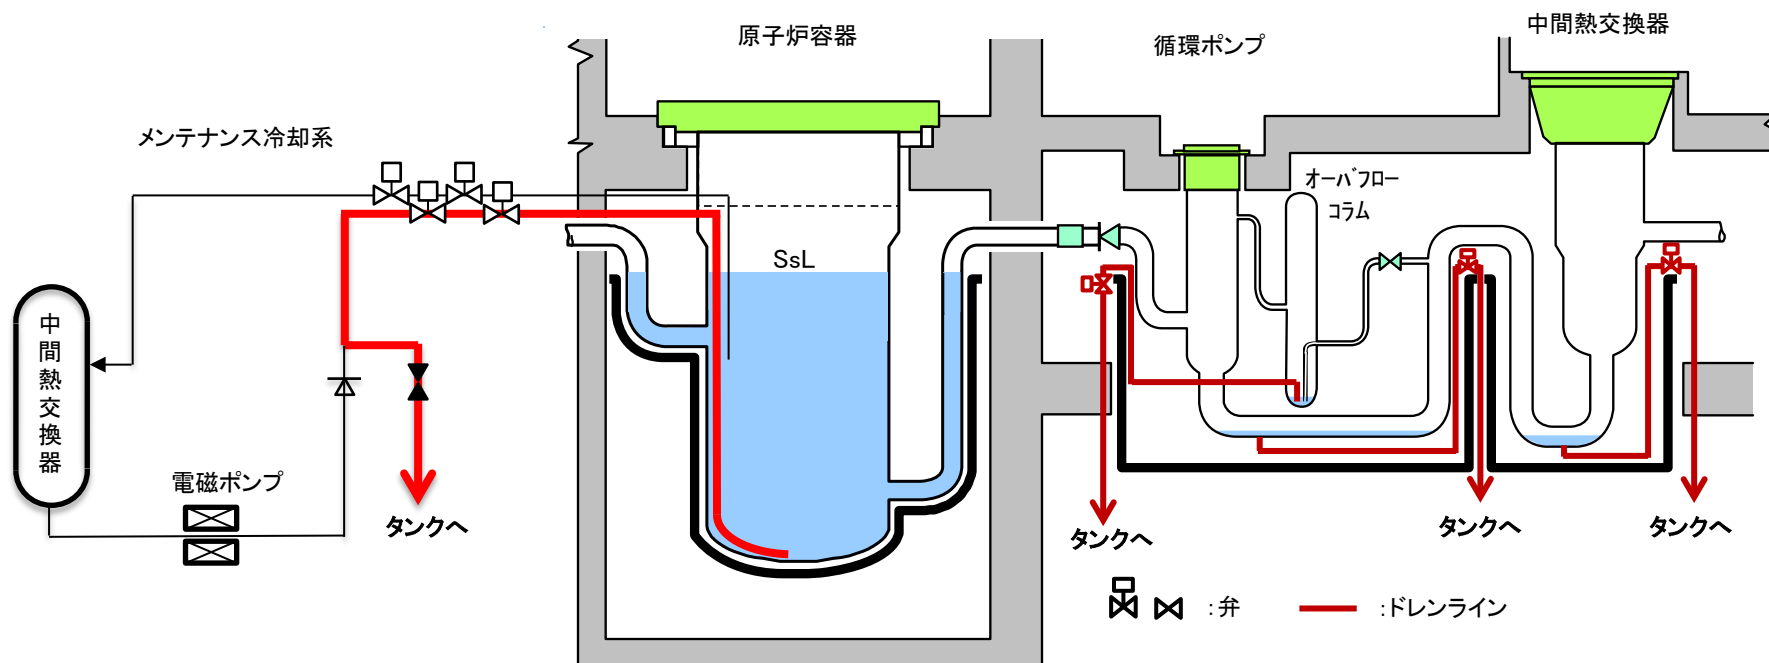 原子炉容器
循環ポンプ
中間熱交換器
メンテナンス冷却系
オーバフロー
コラム
SsL
中間熱交換器
電磁ポンプ
タンクへ
タンクへ
タンクへ
タンクへ
:弁
:ドレンライン